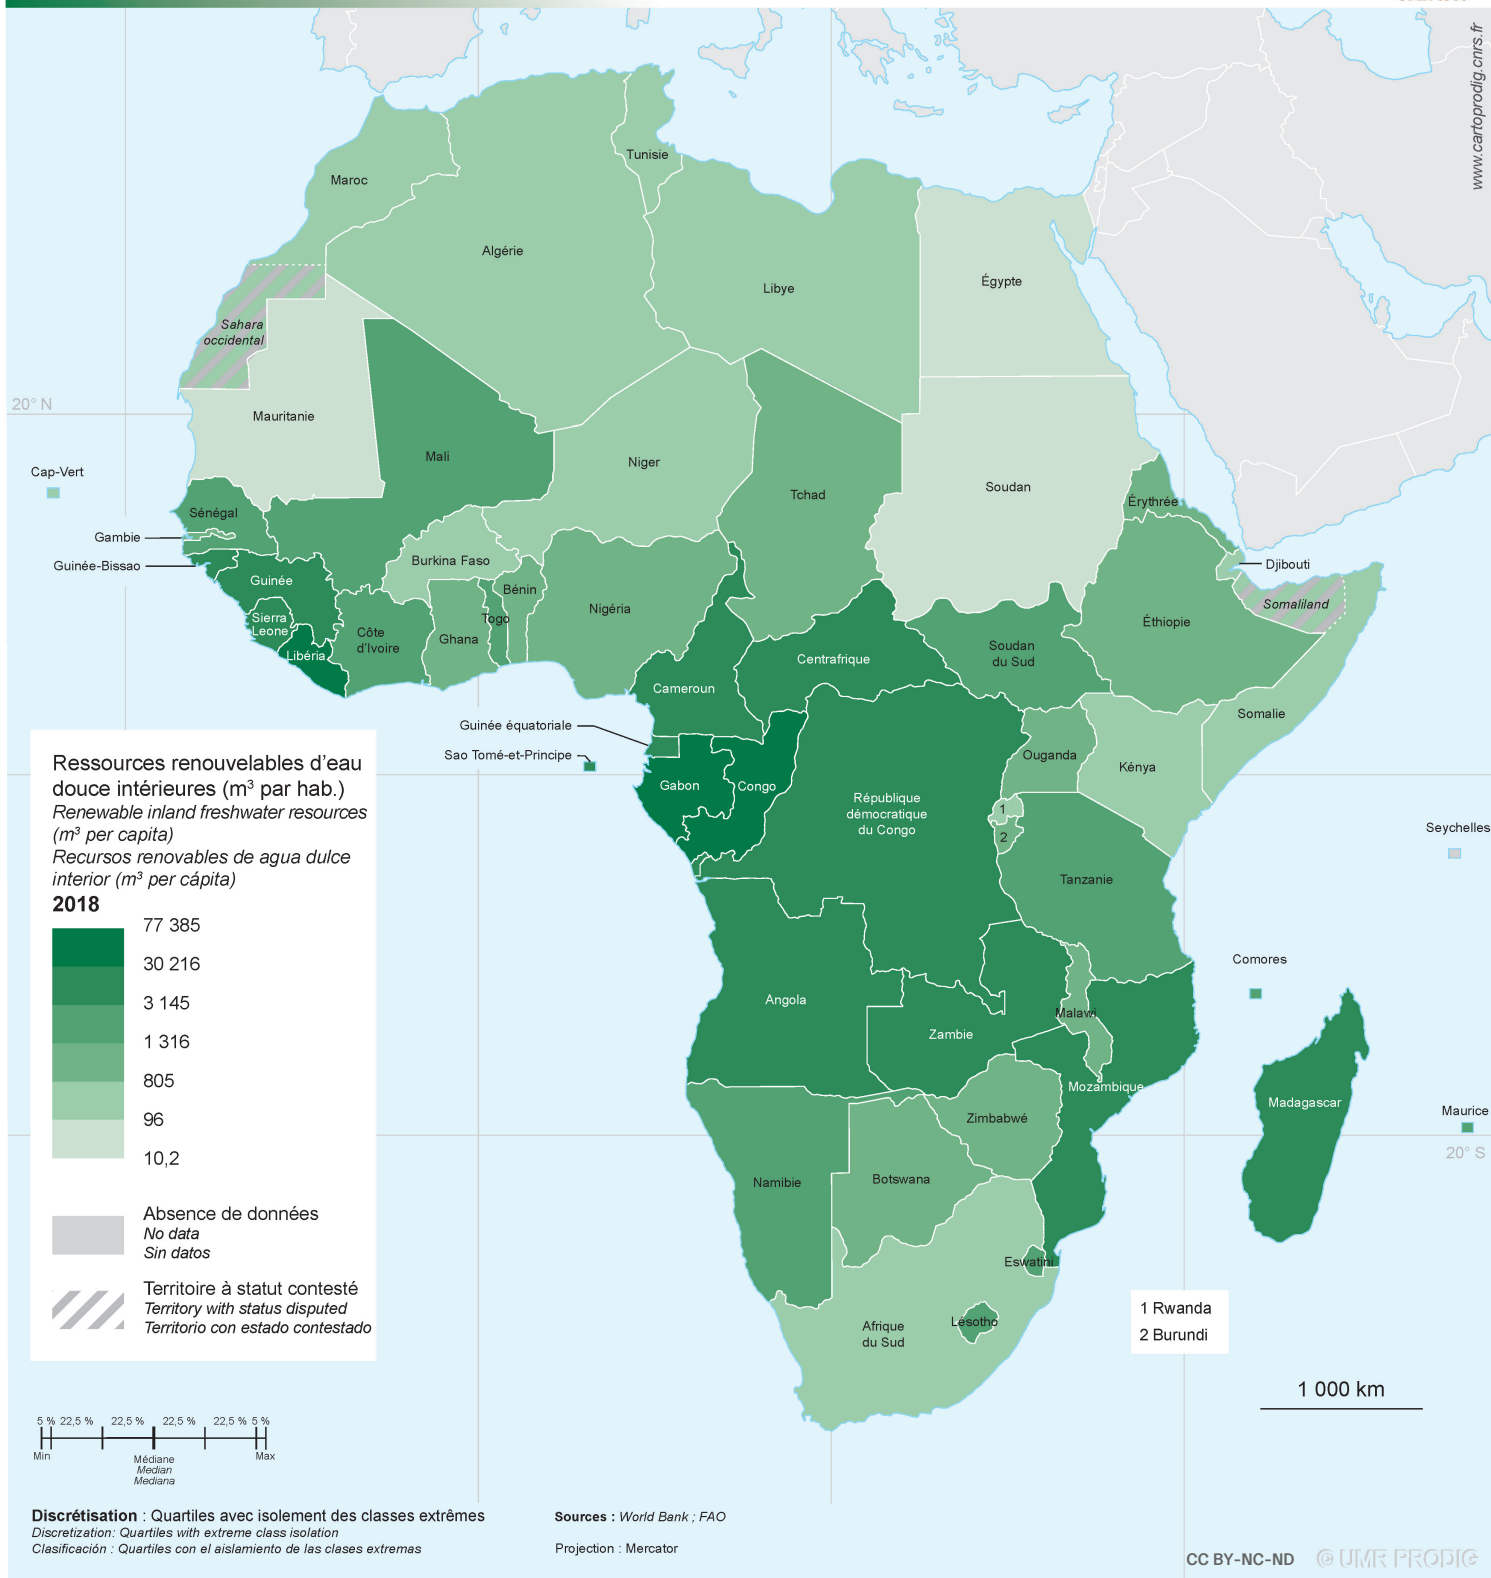 www.cartoprodig.cnrs.fr
Tunisie
Maroc
Algérie
Libye
Égypte
Sahara
occidental
20° N
Mauritanie
Mali
Niger
Tchad
Soudan
Cap-Vert
Érythrée
Sénégal
Gambie
Guinée-Bissao
Burkina Faso
Djibouti
Guinée
Bénin
Somaliland
Nigéria
Sierra
Leone
Togo
Côte
d'Ivoire
Ghana
Éthiopie
Libéria
Soudan
du Sud
Centrafrique
Cameroun
Somalie
Guinée équatoriale
Sao Tomé-et-Principe
Ouganda
Kénya
Gabon
Congo
République
démocratique
du Congo
1
2
Seychelles
Tanzanie
Comores
Angola
Malawi
Zambie
Mozambique
Madagascar
Maurice
Zimbabwé
20° S
Namibie
Botswana
Eswatini
Lésotho
Afrique
du Sud
Ressources renouvelables d'eau
douce intérieures (m³ par hab.)
Renewable inland freshwater resources
(m³ per capita)
Recursos renovables de agua dulce
interior (m³ per cápita)
2018
77 385
30 216
3 145
1 316
805
96
10,2
Absence de données
No data
Sin datos
Territoire à statut contesté
Territory with status disputed
Territorio con estado contestado
1 Rwanda
2 Burundi
1 000 km
5 % 22,5 % 22,5 % 22,5 % 22,5 % 5 %
Min Max
Médiane
Median
Mediana
Discrétisation : Quartiles avec isolement des classes extrêmes
Discretization: Quartiles with extreme class isolation
Clasificación : Quartiles con el aislamiento de las clases extremas
Sources : World Bank ; FAO
Projection : Mercator
CC BY-NC-ND © UMR PRODIG